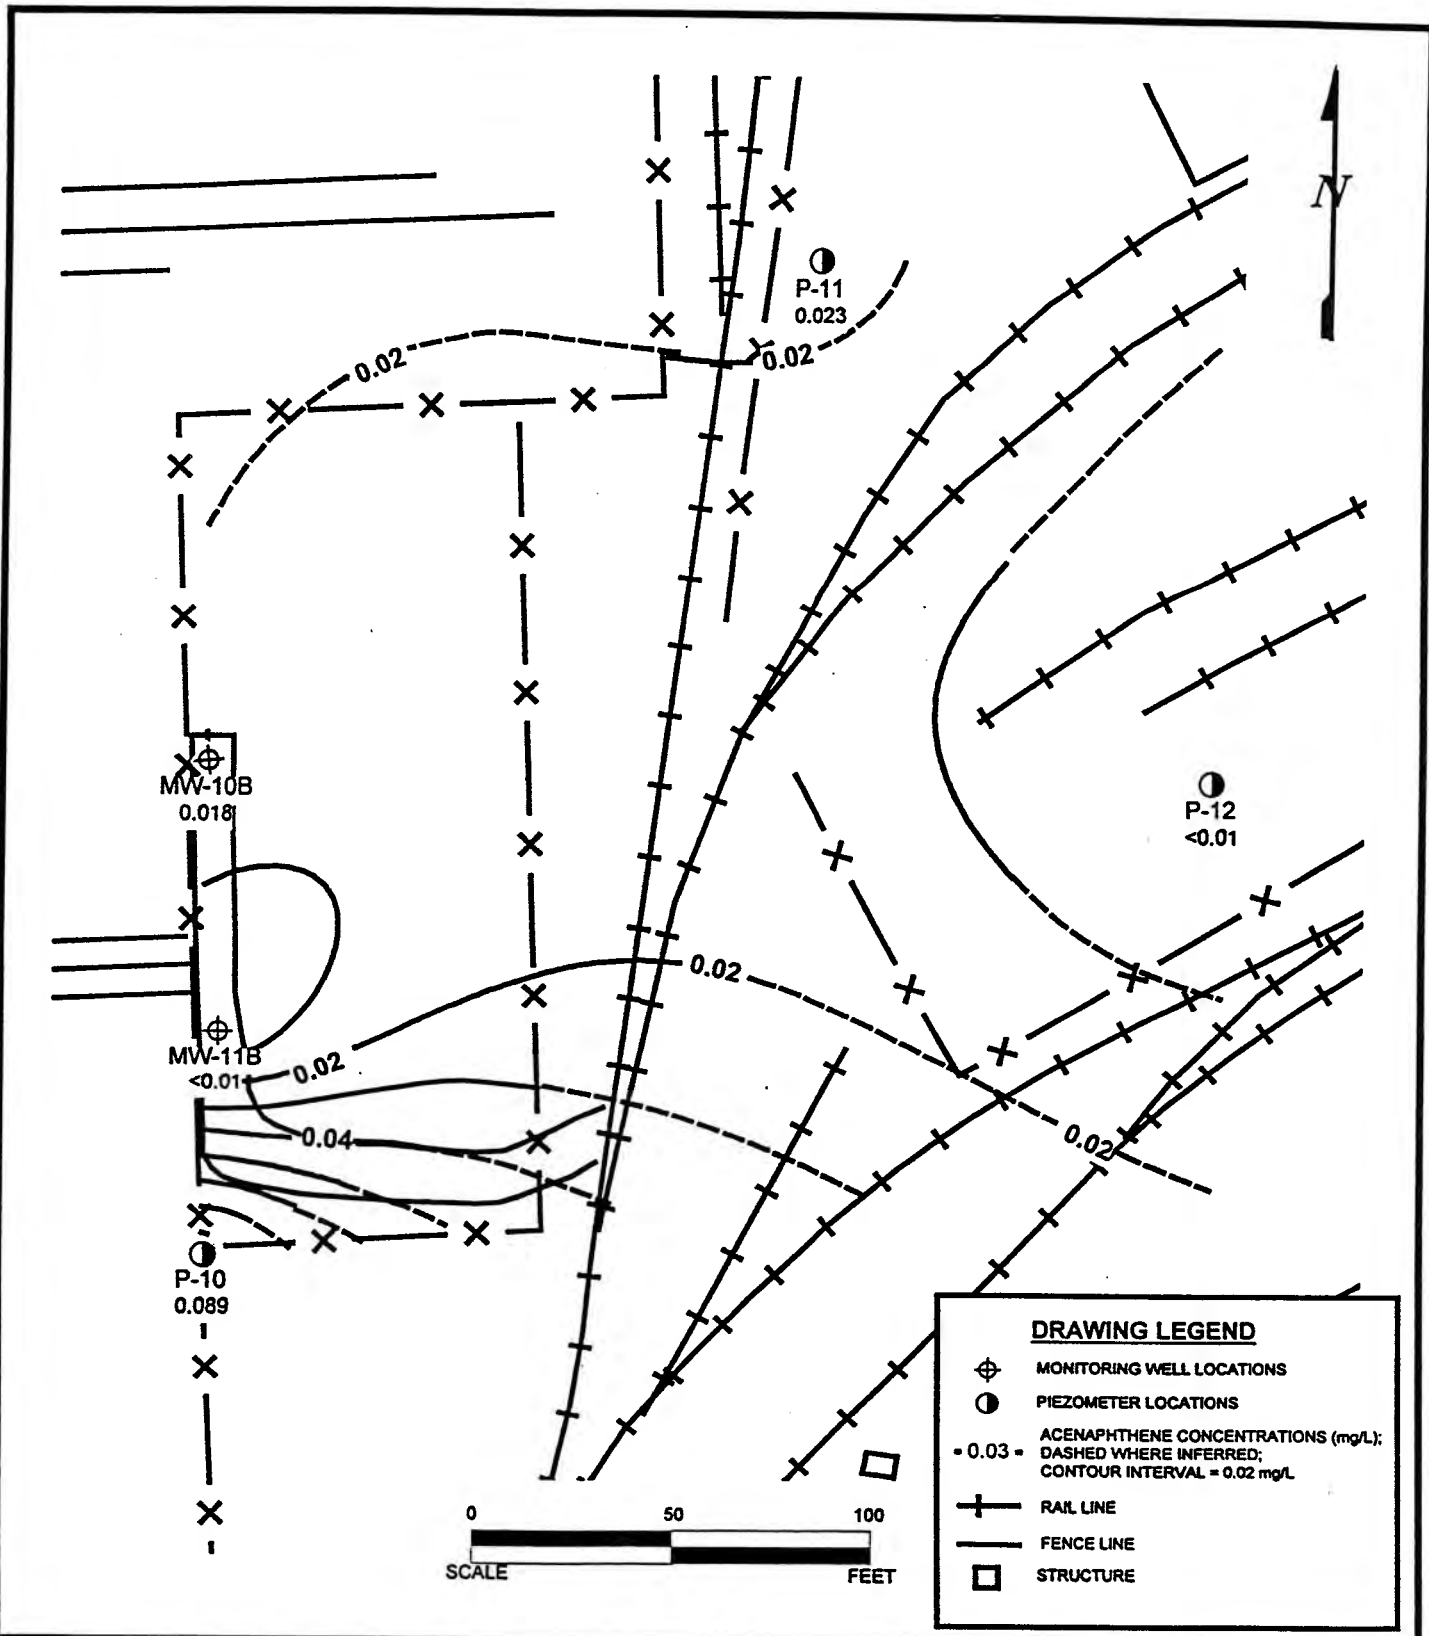 N
P-11
0.023
0.02
0.02
MW-10B
0.018
P-12
<0.01
0.02
MW-11B
<0.01
0.02
0.04
0.02
P-10
0.089
DRAWING LEGEND
MONITORING WELL LOCATIONS
PIEZOMETER LOCATIONS
- 0.03 - ACENAPHTHENE CONCENTRATIONS (mg/L);
DASHED WHERE INFERRED;
CONTOUR INTERVAL = 0.02 mg/L
RAIL LINE
FENCE LINE
STRUCTURE
0 50 100
SCALE FEET